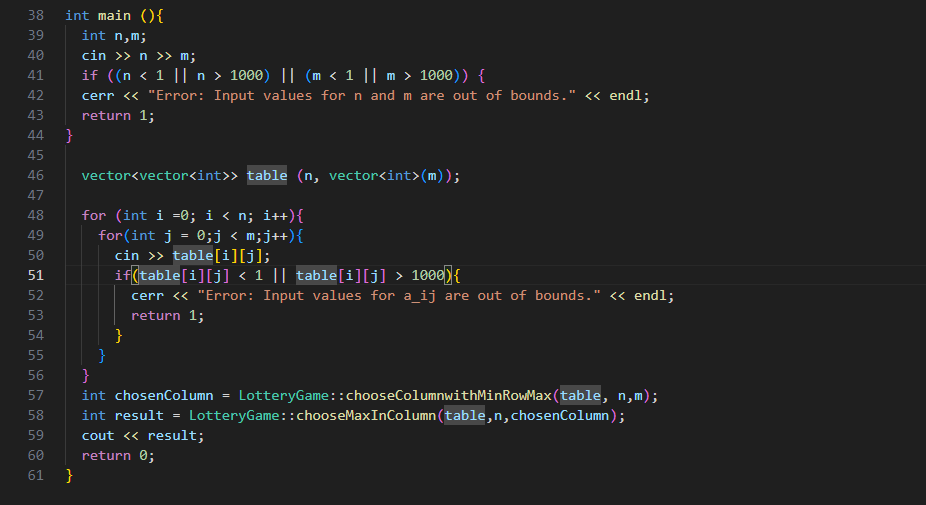 38 int main (){
39   int n,m;
40   cin >> n >> m;
41   if ((n < 1 || n > 1000) || (m < 1 || m > 1000)) {
42   cerr << "Error: Input values for n and m are out of bounds." << endl;
43   return 1;
44 }
45
46   vector<vector<int>> table (n, vector<int>(m));
47
48   for (int i =0; i < n; i++){
49     for(int j = 0;j < m;j++){
50       cin >> table[i][j];
51       if(table[i][j] < 1 || table[i][j] > 1000){
52         cerr << "Error: Input values for a_ij are out of bounds." << endl;
53         return 1;
54       }
55     }
56   }
57   int chosenColumn = LotteryGame::chooseColumnwithMinRowMax(table, n,m);
58   int result = LotteryGame::chooseMaxInColumn(table,n,chosenColumn);
59   cout << result;
60   return 0;
61 }